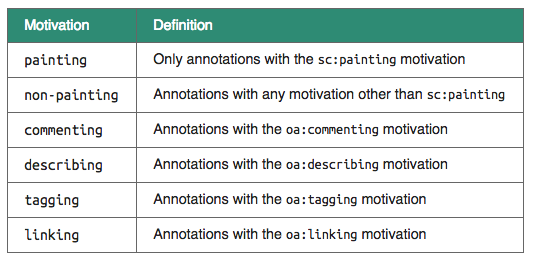 Motivation Definition
painting Only annotations with the sc:painting motivation
non-painting Annotations with any motivation other than sc:painting
commenting Annotations with the oa:commenting motivation
describing Annotations with the oa:describing motivation
tagging Annotations with the oa:tagging motivation
linking Annotations with the oa:linking motivation